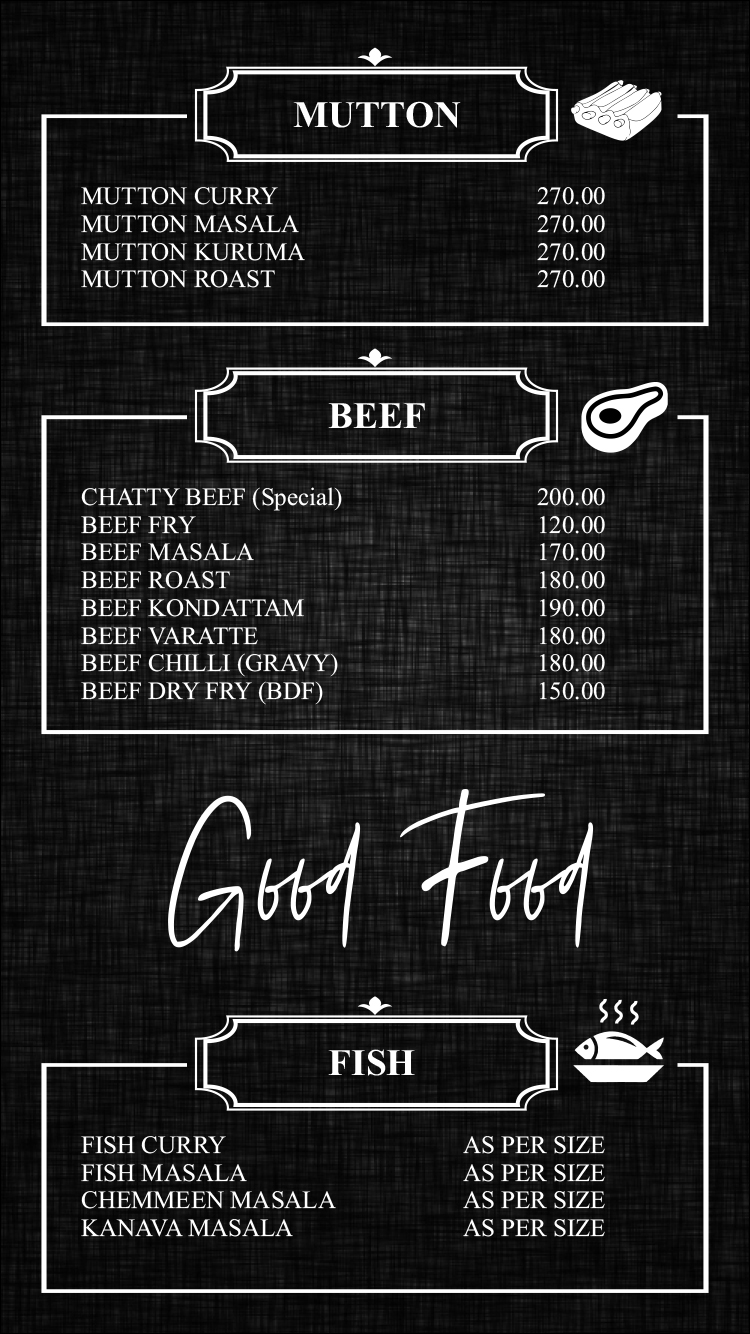 MUTTON
MUTTON CURRY 270.00
MUTTON MASALA 270.00
MUTTON KURUMA 270.00
MUTTON ROAST 270.00
BEEF
CHATTY BEEF (Special) 200.00
BEEF FRY 120.00
BEEF MASALA 170.00
BEEF ROAST 180.00
BEEF KONDATTAM 190.00
BEEF VARATTE 180.00
BEEF CHILLI (GRAVY) 180.00
BEEF DRY FRY (BDF) 150.00
Good Food
FISH
FISH CURRY AS PER SIZE
FISH MASALA AS PER SIZE
CHEMMEEN MASALA AS PER SIZE
KANAVA MASALA AS PER SIZE